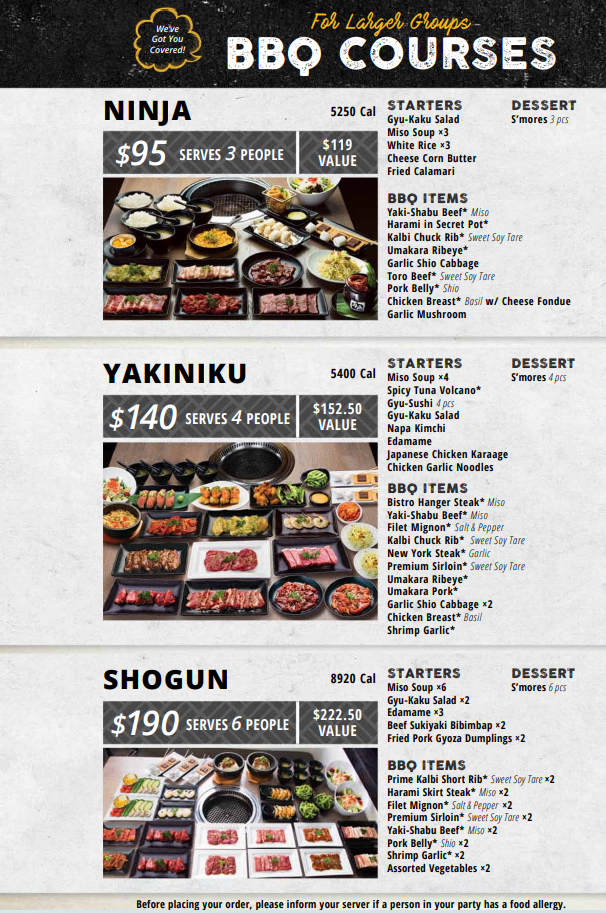 We've
Got You
Covered!
For Larger Groups
BBQ COURSES
NINJA
5250 Cal
$95 SERVES 3 PEOPLE
$119
VALUE
STARTERS
Gyu-Kaku Salad
Miso Soup ×3
White Rice ×3
Cheese Corn Butter
Fried Calamari
DESSERT
S'mores 3 pcs
BBQ ITEMS
Yaki-Shabu Beef* Miso
Harami in Secret Pot*
Kalbi Chuck Rib* Sweet Soy Tare
Umakara Ribeye*
Garlic Shio Cabbage
Toro Beef* Sweet Soy Tare
Pork Belly* Shio
Chicken Breast* Basil w/ Cheese Fondue
Garlic Mushroom
YAKINIKU
5400 Cal
$140 SERVES 4 PEOPLE
$152.50
VALUE
STARTERS
Miso Soup ×4
Spicy Tuna Volcano*
Gyu-Sushi 4 pcs
Gyu-Kaku Salad
Napa Kimchi
Edamame
Japanese Chicken Karaage
Chicken Garlic Noodles
DESSERT
S'mores 4 pcs
BBQ ITEMS
Bistro Hanger Steak* Miso
Yaki-Shabu Beef* Miso
Filet Mignon* Salt & Pepper
Kalbi Chuck Rib* Sweet Soy Tare
New York Steak* Garlic
Premium Sirloin* Sweet Soy Tare
Umakara Ribeye*
Umakara Pork*
Garlic Shio Cabbage ×2
Chicken Breast* Basil
Shrimp Garlic*
SHOGUN
8920 Cal
$190 SERVES 6 PEOPLE
$222.50
VALUE
STARTERS
Miso Soup ×6
Gyu-Kaku Salad ×2
Edamame ×3
Beef Sukiyaki Bibimbap ×2
Fried Pork Gyoza Dumplings ×2
DESSERT
S'mores 6 pcs
BBQ ITEMS
Prime Kalbi Short Rib* Sweet Soy Tare ×2
Harami Skirt Steak* Miso ×2
Filet Mignon* Salt & Pepper ×2
Premium Sirloin* Sweet Soy Tare ×2
Yaki-Shabu Beef* Miso ×2
Pork Belly* Shio ×2
Shrimp Garlic* ×2
Assorted Vegetables ×2
Before placing your order, please inform your server if a person in your party has a food allergy.